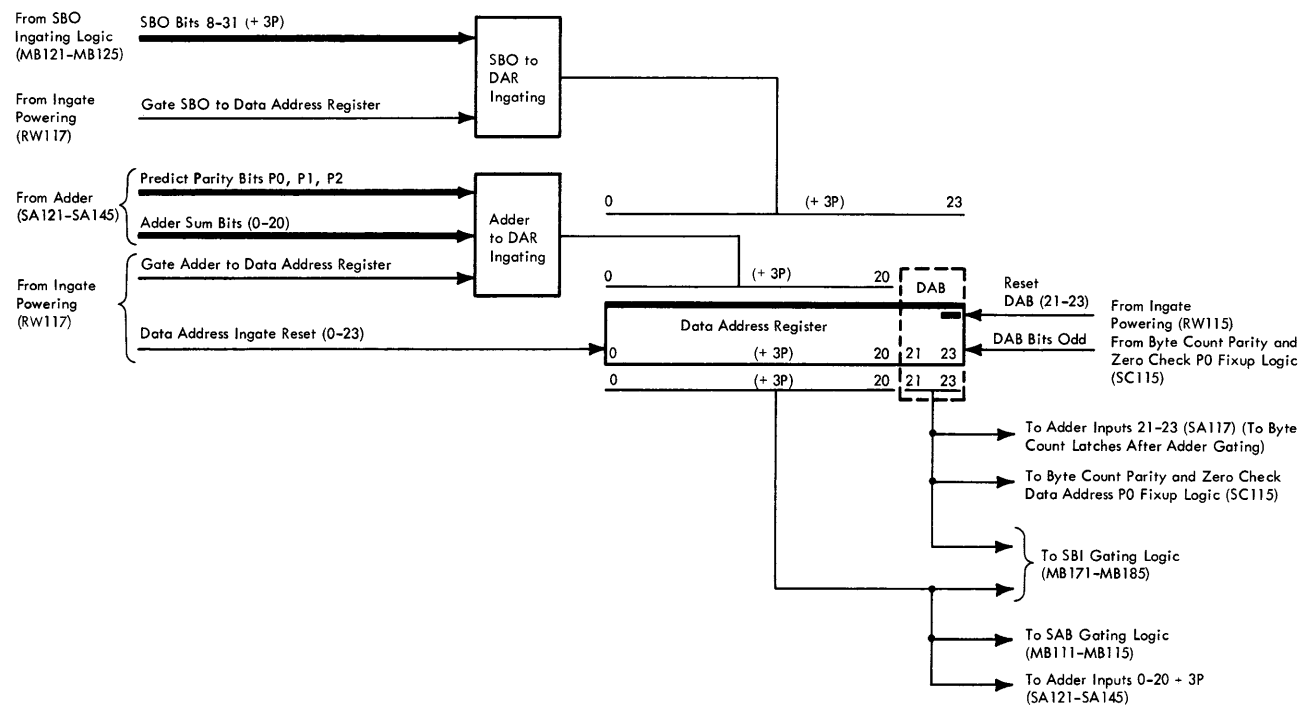 From SBO
Ingating Logic
(MB121-MB125)
SBO Bits 8-31 (+ 3P)
SBO to
DAR
Ingating
From Ingate
Powering
(RW117)
Gate SBO to Data Address Register
From Adder
(SA121-SA145)
Predict Parity Bits P0, P1, P2
Adder Sum Bits (0-20)
Adder
to DAR
Ingating
0 (+ 3P) 23
From Ingate
Powering
(RW117)
Gate Adder to Data Address Register
0 (+ 3P) 20
DAB
Reset
DAB (21-23)
From Ingate
Powering (RW115)
Data Address Ingate Reset (0-23)
Data Address Register
0 (+ 3P) 20 21 23
DAB Bits Odd
From Byte Count Parity and
Zero Check P0 Fixup Logic
(SC115)
0 (+ 3P) 20 21 23
To Adder Inputs 21-23 (SA117) (To Byte
Count Latches After Adder Gating)
To Byte Count Parity and Zero Check
Data Address P0 Fixup Logic (SC115)
To SBI Gating Logic
(MB171-MB185)
To SAB Gating Logic
(MB111-MB115)
To Adder Inputs 0-20 + 3P
(SA121-SA145)